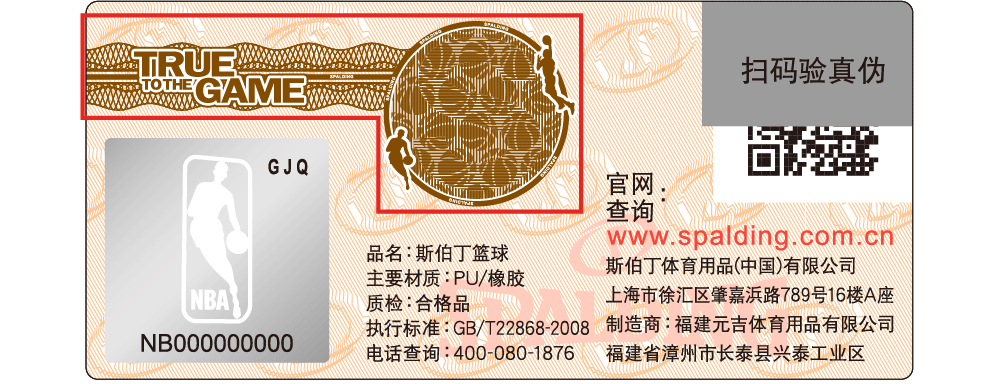 TRUE
TO THE
GAME
SPALDING
SPALDING
SPALDING
SPALDING
SPALDING
扫码验真伪
GJQ
NBA
NB000000000
官网:
查询
www.spalding.com.cn
品名:斯伯丁篮球
主要材质:PU/橡胶
质检:合格品
执行标准:GB/T22868-2008
电话查询:400-080-1876
斯伯丁体育用品(中国)有限公司
上海市徐汇区肇嘉浜路789号16楼A座
制造商:福建元吉体育用品有限公司
福建省漳州市长泰县兴泰工业区
SPALDING